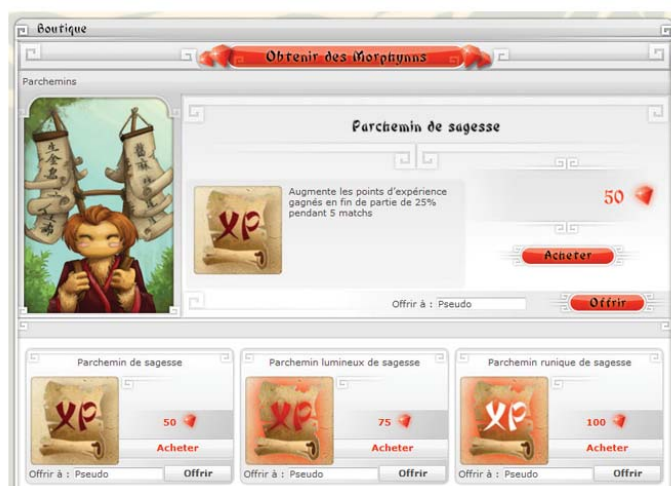 Boutique
Obtenir des Morphynns
Parchemins
Parchemin de sagesse
XP
Augmente les points d'expérience
gagnés en fin de partie de 25%
pendant 5 matchs
50
Acheter
Offrir à : Pseudo
Offrir
Parchemin de sagesse
XP
50
Acheter
Offrir à : Pseudo
Offrir
Parchemin lumineux de sagesse
XP
75
Acheter
Offrir à : Pseudo
Offrir
Parchemin runique de sagesse
XP
100
Acheter
Offrir à : Pseudo
Offrir